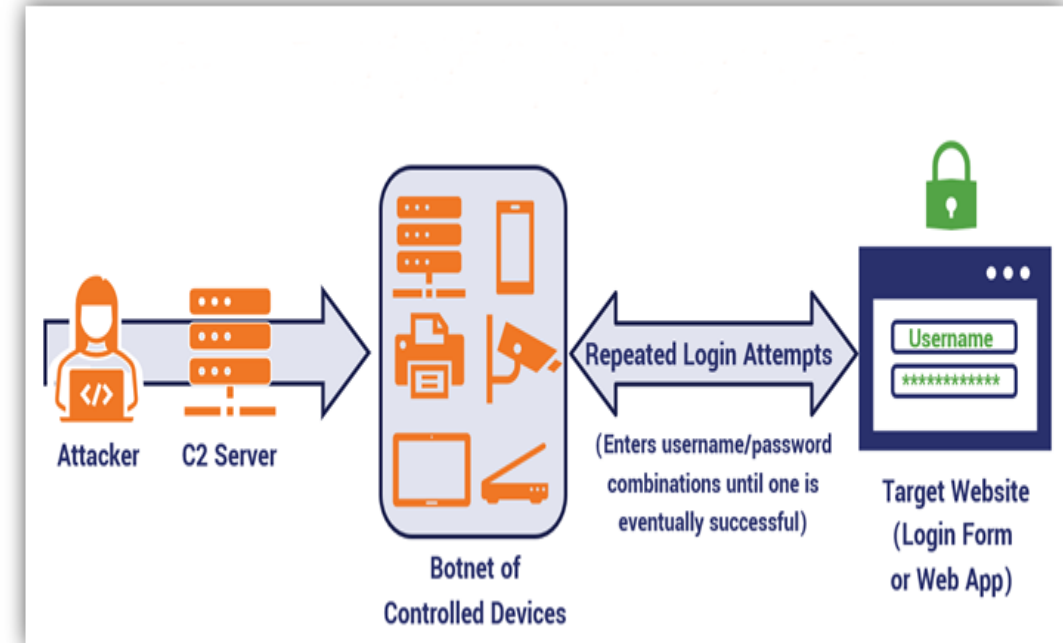 Attacker
</>
C2 Server
Botnet of
Controlled Devices
Repeated Login Attempts
(Enters username/password
combinations until one is
eventually successful)
Username
************
Target Website
(Login Form
or Web App)